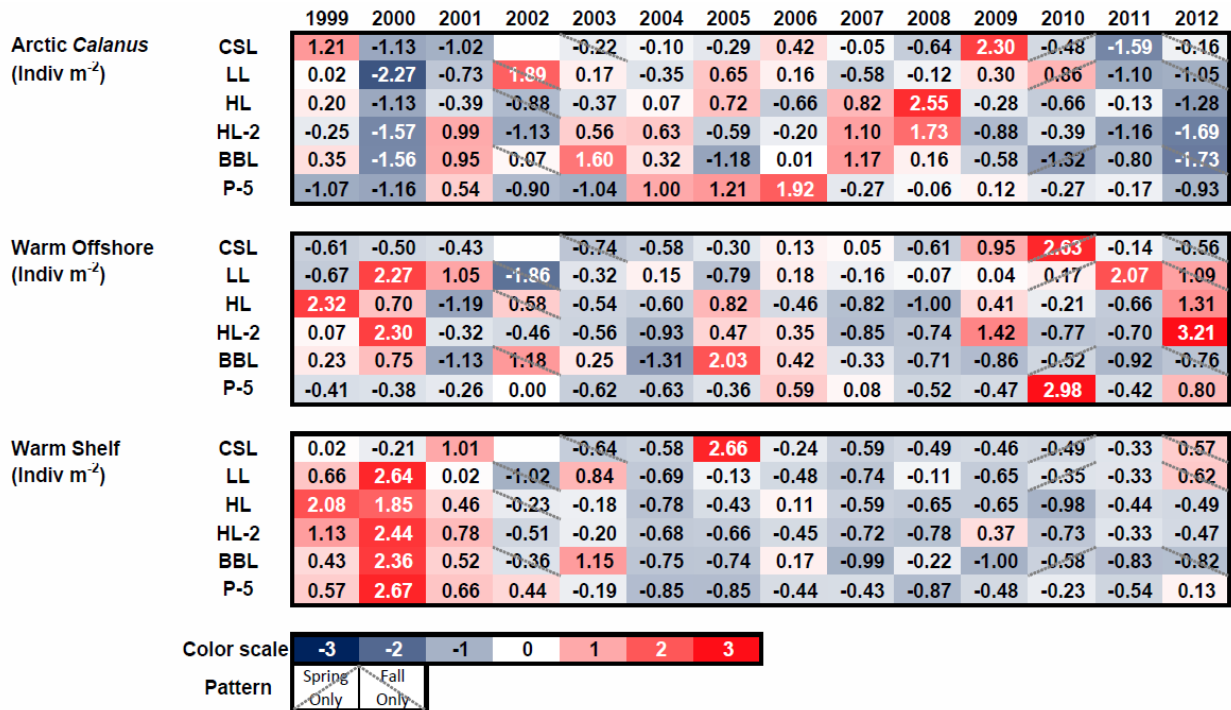 1999 2000 2001 2002 2003 2004 2005 2006 2007 2008 2009 2010 2011 2012
Arctic Calanus CSL 1.21 -1.13 -1.02 -0.22 -0.10 -0.29 0.42 -0.05 -0.64 2.30 -0.48 -1.59 -0.16
(Indiv m-2) LL 0.02 -2.27 -0.73 1.89 0.17 -0.35 0.65 0.16 -0.58 -0.12 0.30 0.86 -1.10 -1.05
HL 0.20 -1.13 -0.39 -0.88 -0.37 0.07 0.72 -0.66 0.82 2.55 -0.28 -0.66 -0.13 -1.28
HL-2 -0.25 -1.57 0.99 -1.13 0.56 0.63 -0.59 -0.20 1.10 1.73 -0.88 -0.39 -1.16 -1.69
BBL 0.35 -1.56 0.95 0.07 1.60 0.32 -1.18 0.01 1.17 0.16 -0.58 -1.32 -0.80 -1.73
P-5 -1.07 -1.16 0.54 -0.90 -1.04 1.00 1.21 1.92 -0.27 -0.06 0.12 -0.27 -0.17 -0.93
Warm Offshore CSL -0.61 -0.50 -0.43 -0.74 -0.58 -0.30 0.13 0.05 -0.61 0.95 2.63 -0.14 -0.56
(Indiv m-2) LL -0.67 2.27 1.05 -1.86 -0.32 0.15 -0.79 0.18 -0.16 -0.07 0.04 0.17 2.07 1.09
HL 2.32 0.70 -1.19 0.58 -0.54 -0.60 0.82 -0.46 -0.82 -1.00 0.41 -0.21 -0.66 1.31
HL-2 0.07 2.30 -0.32 -0.46 -0.56 -0.93 0.47 0.35 -0.85 -0.74 1.42 -0.77 -0.70 3.21
BBL 0.23 0.75 -1.13 1.18 0.25 -1.31 2.03 0.42 -0.33 -0.71 -0.86 -0.52 -0.92 -0.76
P-5 -0.41 -0.38 -0.26 0.00 -0.62 -0.63 -0.36 0.59 0.08 -0.52 -0.47 2.98 -0.42 0.80
Warm Shelf CSL 0.02 -0.21 1.01 -0.64 -0.58 2.66 -0.24 -0.59 -0.49 -0.46 -0.49 -0.33 0.57
(Indiv m-2) LL 0.66 2.64 0.02 -1.02 0.84 -0.69 -0.13 -0.48 -0.74 -0.11 -0.65 -0.35 -0.33 0.62
HL 2.08 1.85 0.46 -0.23 -0.18 -0.78 -0.43 0.11 -0.59 -0.65 -0.65 -0.98 -0.44 -0.49
HL-2 1.13 2.44 0.78 -0.51 -0.20 -0.68 -0.66 -0.45 -0.72 -0.78 0.37 -0.73 -0.33 -0.47
BBL 0.43 2.36 0.52 -0.36 1.15 -0.75 -0.74 0.17 -0.99 -0.22 -1.00 -0.58 -0.83 -0.82
P-5 0.57 2.67 0.66 0.44 -0.19 -0.85 -0.85 -0.44 -0.43 -0.87 -0.48 -0.23 -0.54 0.13
Color scale -3 -2 -1 0 1 2 3
Pattern Spring Only Fall Only